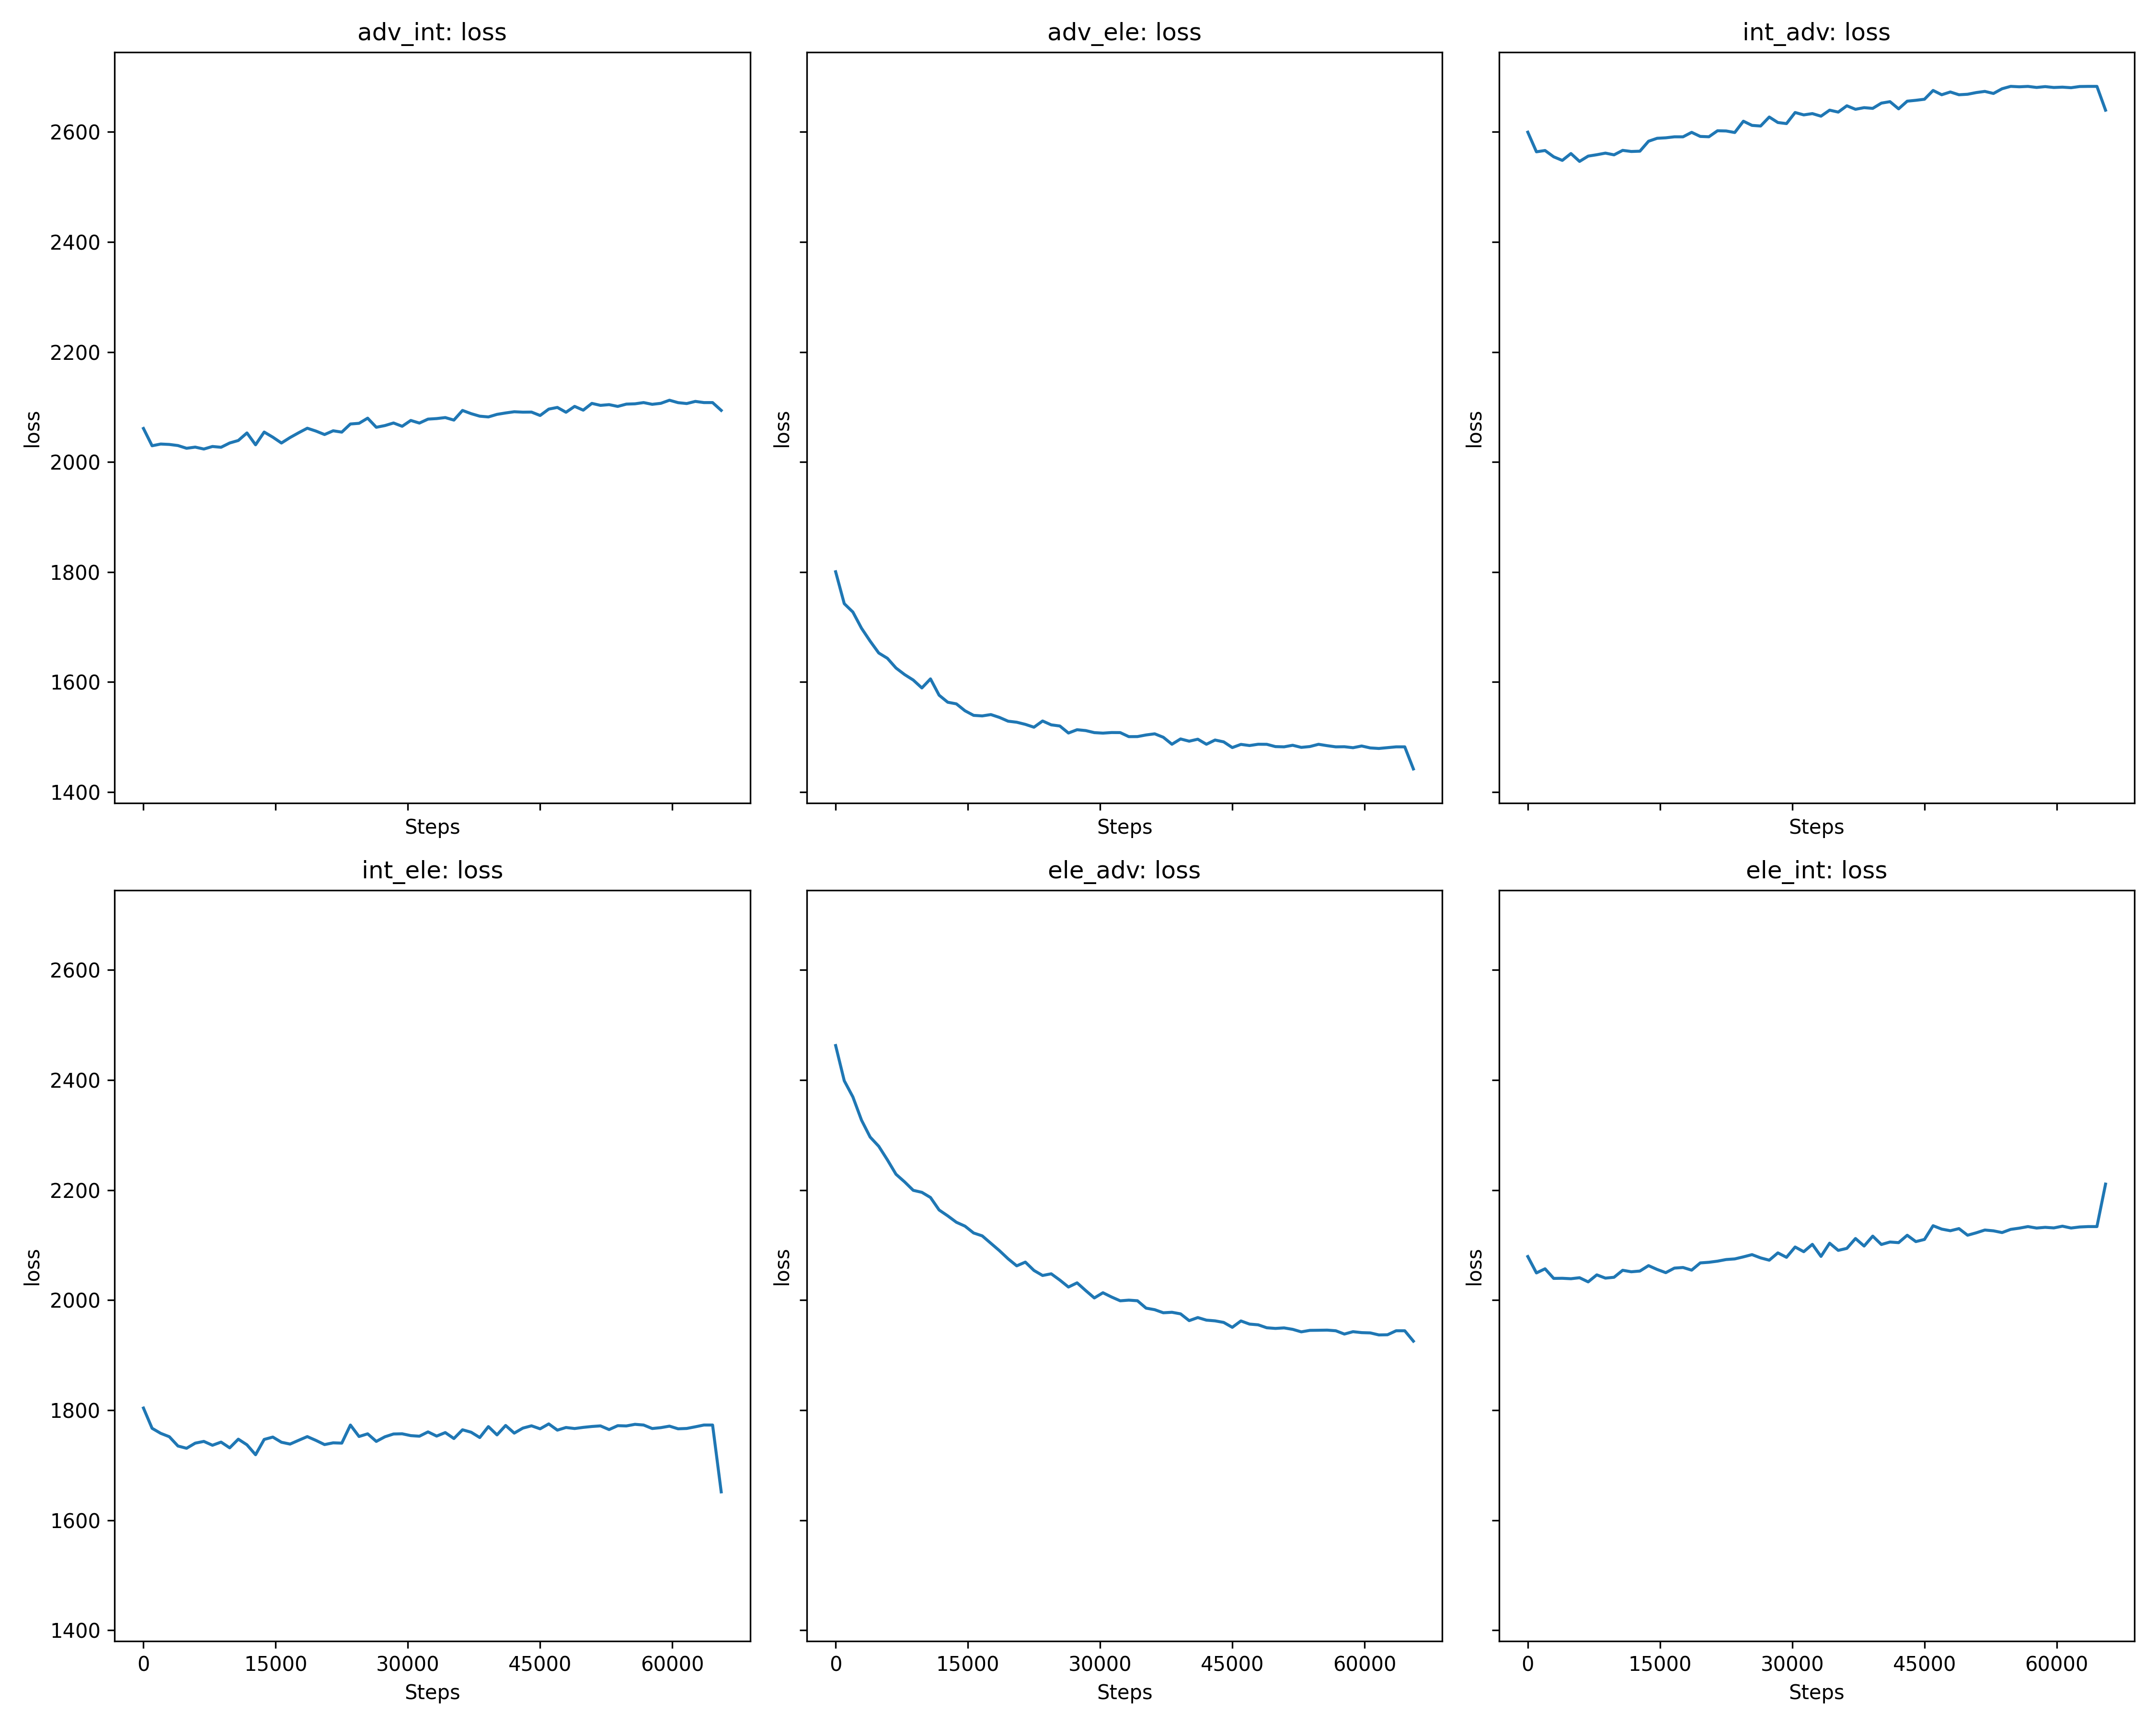 adv_int: loss
adv_ele: loss
int_adv: loss
2600
2400
2200
2000
1800
1600
1400
loss
loss
loss
Steps
Steps
Steps
int_ele: loss
ele_adv: loss
ele_int: loss
2600
2400
2200
2000
1800
1600
1400
loss
loss
loss
0 15000 30000 45000 60000
0 15000 30000 45000 60000
0 15000 30000 45000 60000
Steps
Steps
Steps